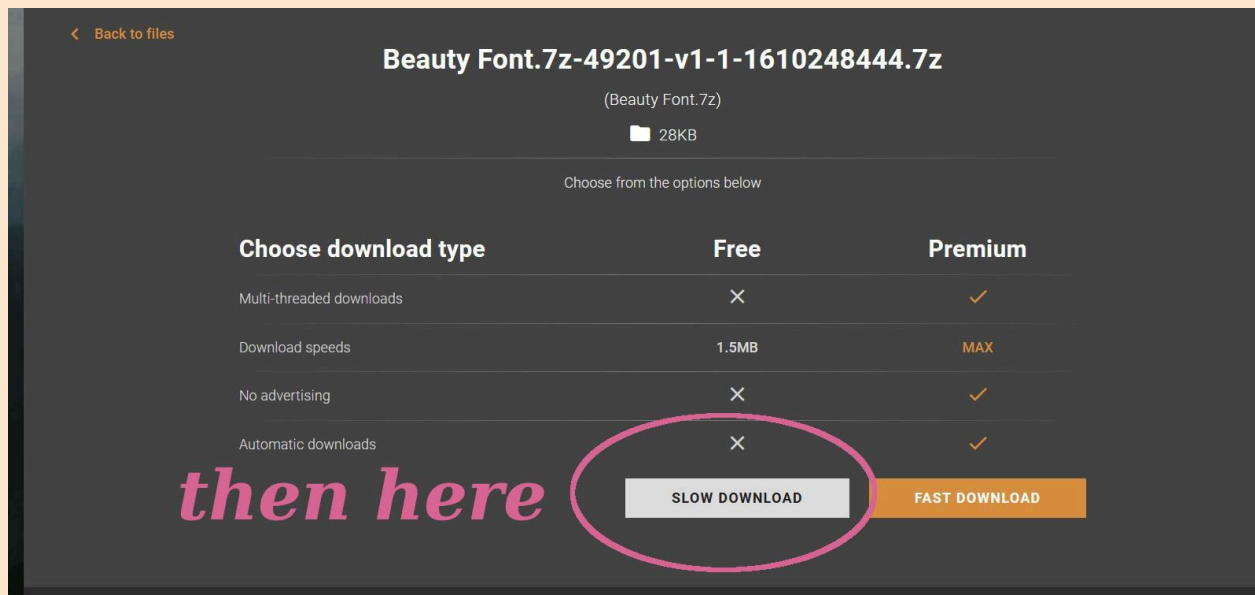 Back to files
Beauty Font.7z-49201-v1-1-1610248444.7z
(Beauty Font.7z)
28KB
Choose from the options below
Choose download type Free Premium
Multi-threaded downloads
Download speeds 1.5MB MAX
No advertising
Automatic downloads
then here SLOW DOWNLOAD FAST DOWNLOAD